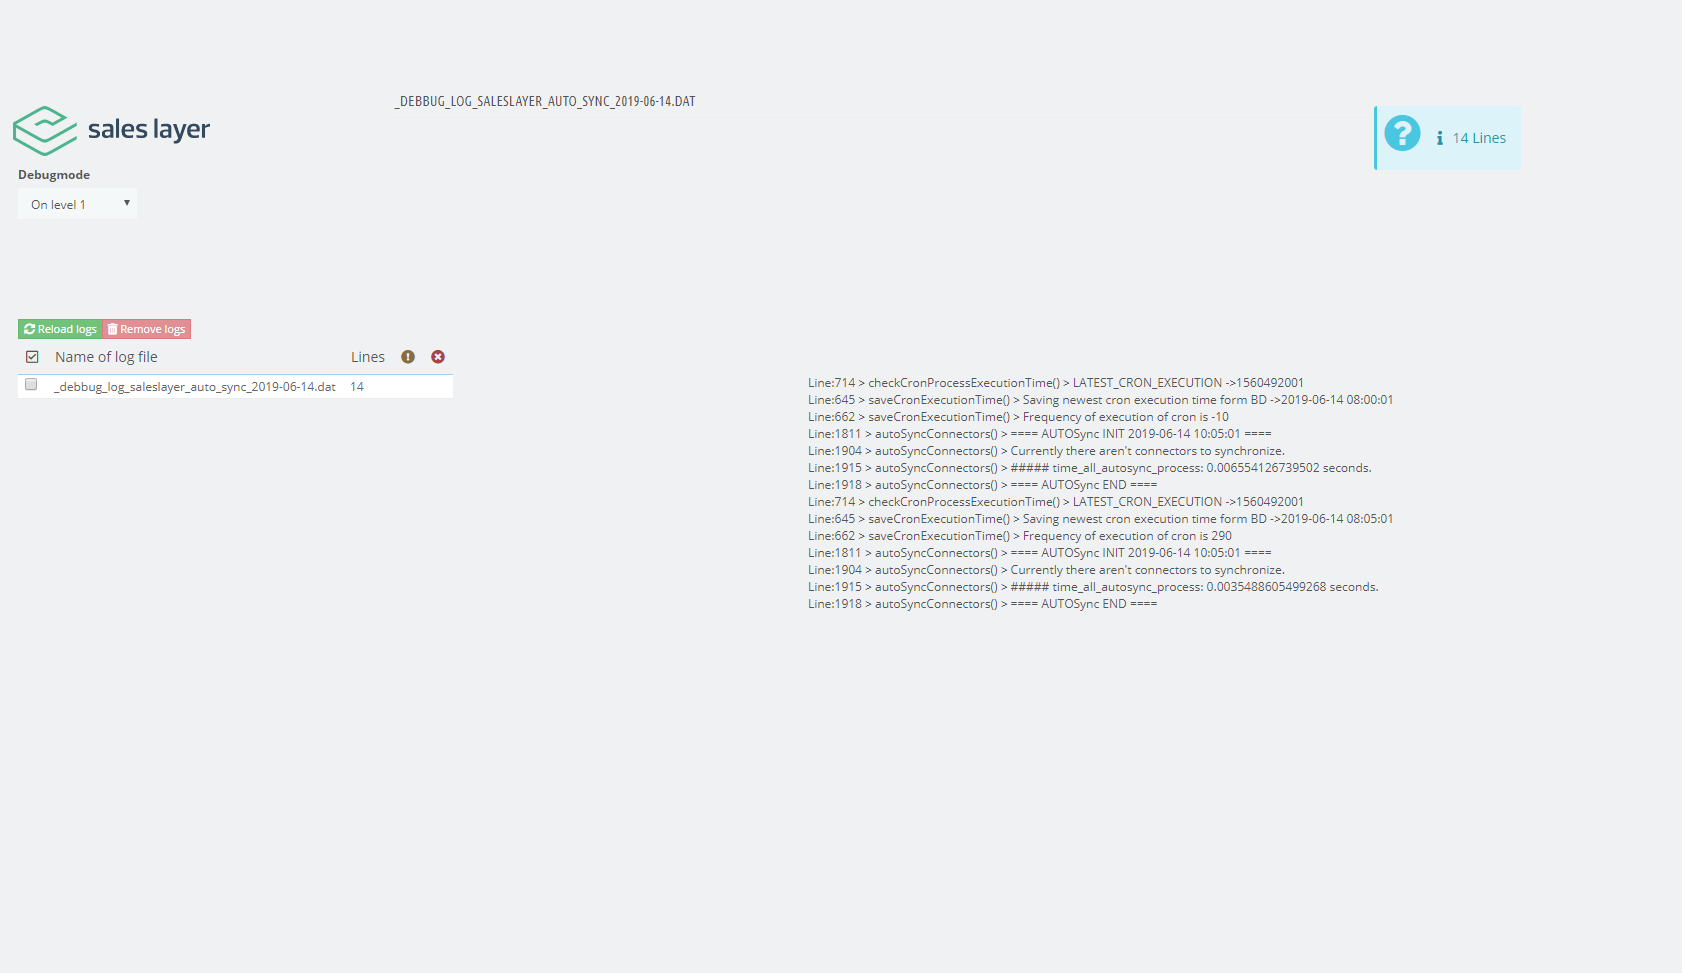 _DEBBUG_LOG_SALESLAYER_AUTO_SYNC_2019-06-14.DAT
sales layer
14 Lines
Debugmode
On level 1
Reload logs Remove logs
Name of log file Lines
_debbug_log_saleslayer_auto_sync_2019-06-14.dat 14
Line:714 > checkCronProcessExecutionTime() > LATEST_CRON_EXECUTION ->1560492001
Line:645 > saveCronExecutionTime() > Saving newest cron execution time form BD ->2019-06-14 08:00:01
Line:662 > saveCronExecutionTime() > Frequency of execution of cron is -10
Line:1811 > autoSyncConnectors() > ==== AUTOSync INIT 2019-06-14 10:05:01 ====
Line:1904 > autoSyncConnectors() > Currently there aren't connectors to synchronize.
Line:1915 > autoSyncConnectors() > ##### time_all_autosync_process: 0.006554126739502 seconds.
Line:1918 > autoSyncConnectors() > ==== AUTOSync END ====
Line:714 > checkCronProcessExecutionTime() > LATEST_CRON_EXECUTION ->1560492001
Line:645 > saveCronExecutionTime() > Saving newest cron execution time form BD ->2019-06-14 08:05:01
Line:662 > saveCronExecutionTime() > Frequency of execution of cron is 290
Line:1811 > autoSyncConnectors() > ==== AUTOSync INIT 2019-06-14 10:05:01 ====
Line:1904 > autoSyncConnectors() > Currently there aren't connectors to synchronize.
Line:1915 > autoSyncConnectors() > ##### time_all_autosync_process: 0.0035488605499268 seconds.
Line:1918 > autoSyncConnectors() > ==== AUTOSync END ====